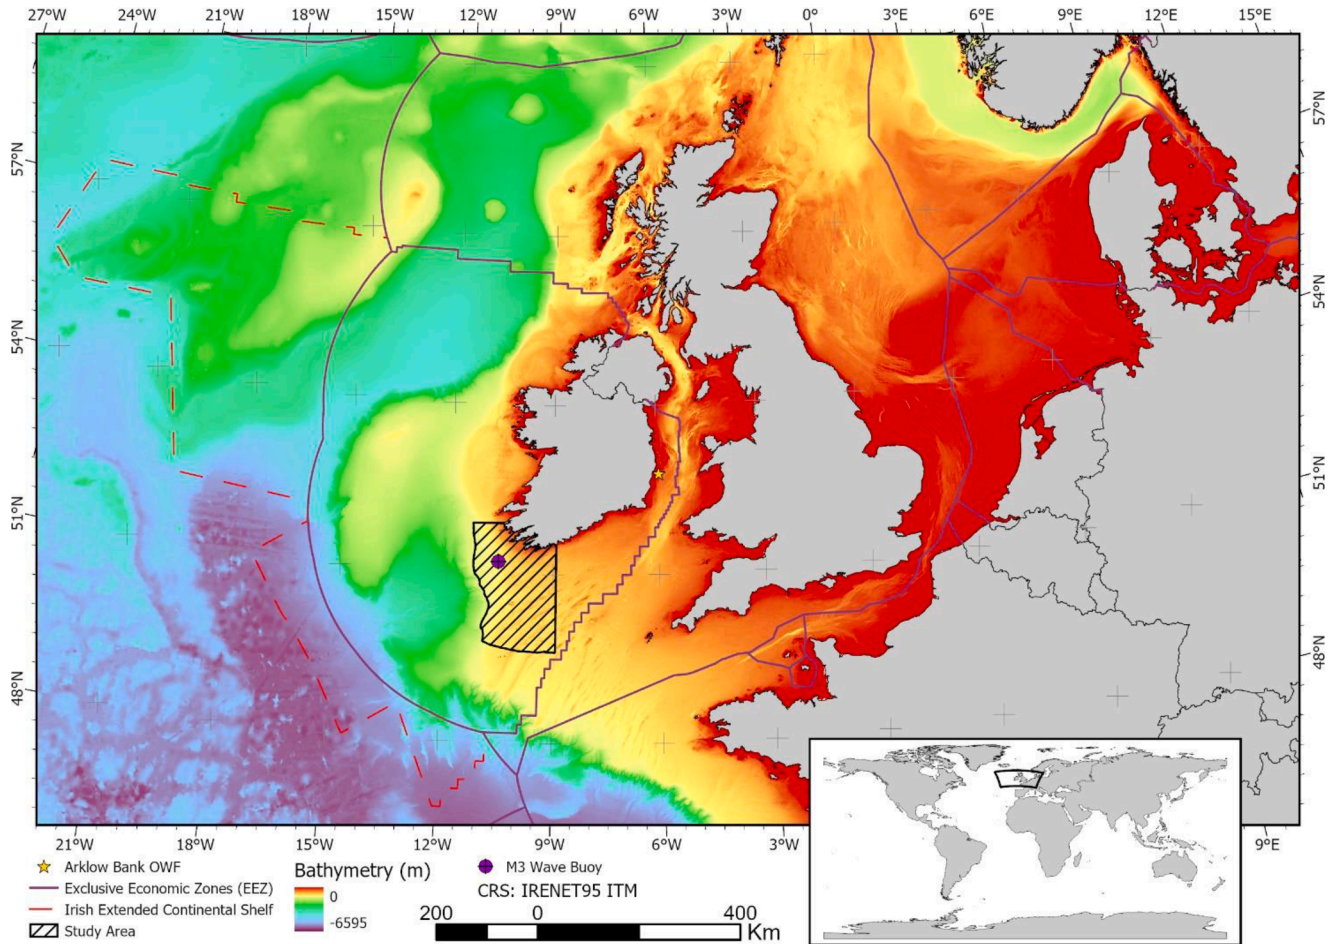 27°W 24°W 21°W 18°W 15°W 12°W 9°W 6°W 3°W 0° 3°E 6°E 9°E 12°E 15°E
57°N 57°N
54°N 54°N
51°N 51°N
48°N 48°N
21°W 18°W 15°W 12°W 9°W 6°W 3°W 9°E
Arklow Bank OWF
Exclusive Economic Zones (EEZ)
Irish Extended Continental Shelf
Study Area
Bathymetry (m)
0
-6595
M3 Wave Buoy
CRS: IRENET95 ITM
200 0 400
Km